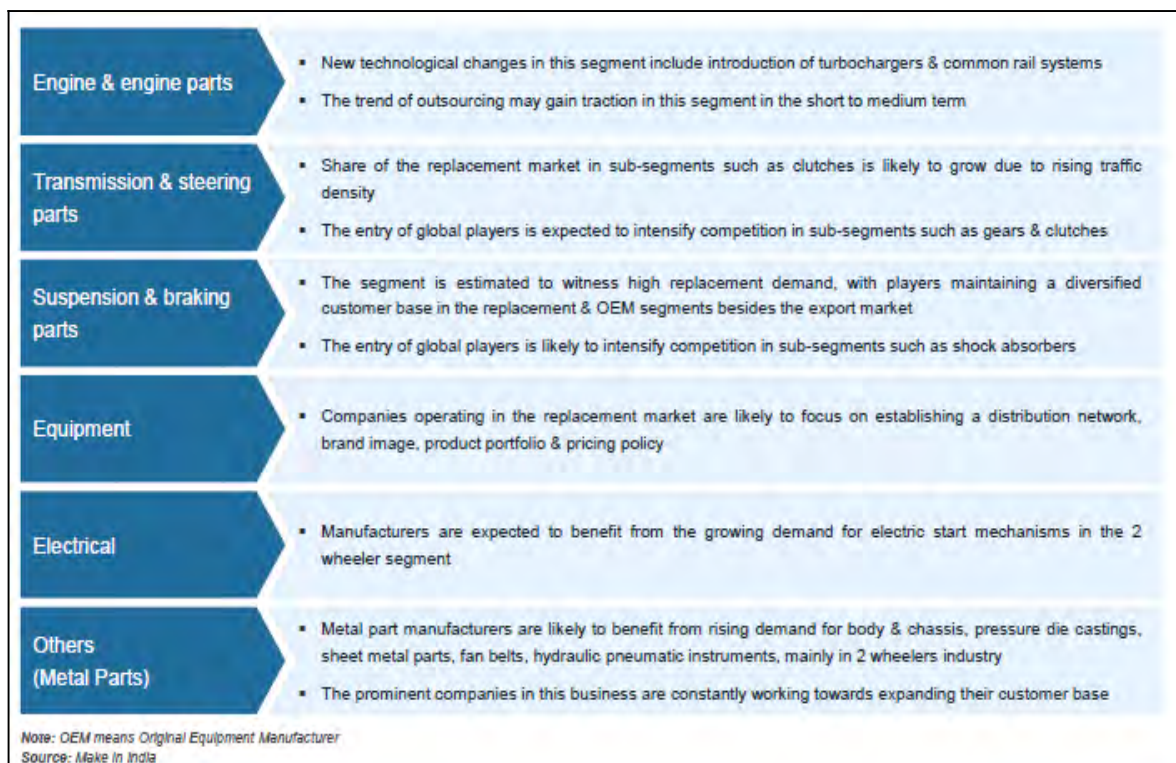 Engine & engine parts
▪ New technological changes in this segment include introduction of turbochargers & common rail systems
▪ The trend of outsourcing may gain traction in this segment in the short to medium term
Transmission & steering
parts
▪ Share of the replacement market in sub-segments such as clutches is likely to grow due to rising traffic
density
▪ The entry of global players is expected to intensify competition in sub-segments such as gears & clutches
Suspension & braking
parts
▪ The segment is estimated to witness high replacement demand, with players maintaining a diversified
customer base in the replacement & OEM segments besides the export market
▪ The entry of global players is likely to intensify competition in sub-segments such as shock absorbers
Equipment
▪ Companies operating in the replacement market are likely to focus on establishing a distribution network,
brand image, product portfolio & pricing policy
Electrical
▪ Manufacturers are expected to benefit from the growing demand for electric start mechanisms in the 2
wheeler segment
Others
(Metal Parts)
▪ Metal part manufacturers are likely to benefit from rising demand for body & chassis, pressure die castings,
sheet metal parts, fan belts, hydraulic pneumatic instruments, mainly in 2 wheelers industry
▪ The prominent companies in this business are constantly working towards expanding their customer base
Note: OEM means Original Equipment Manufacturer
Source: Make in India